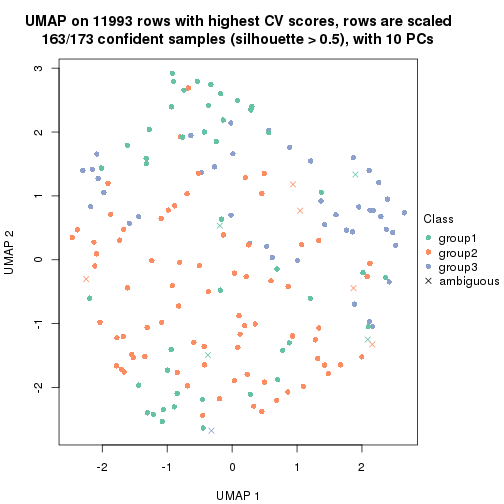 UMAP on 11993 rows with highest CV scores, rows are scaled
163/173 confident samples (silhouette > 0.5), with 10 PCs
3
2
1
0
-1
-2
UMAP 2
-2
-1
0
1
2
UMAP 1
Class
group1
group2
group3
ambiguous